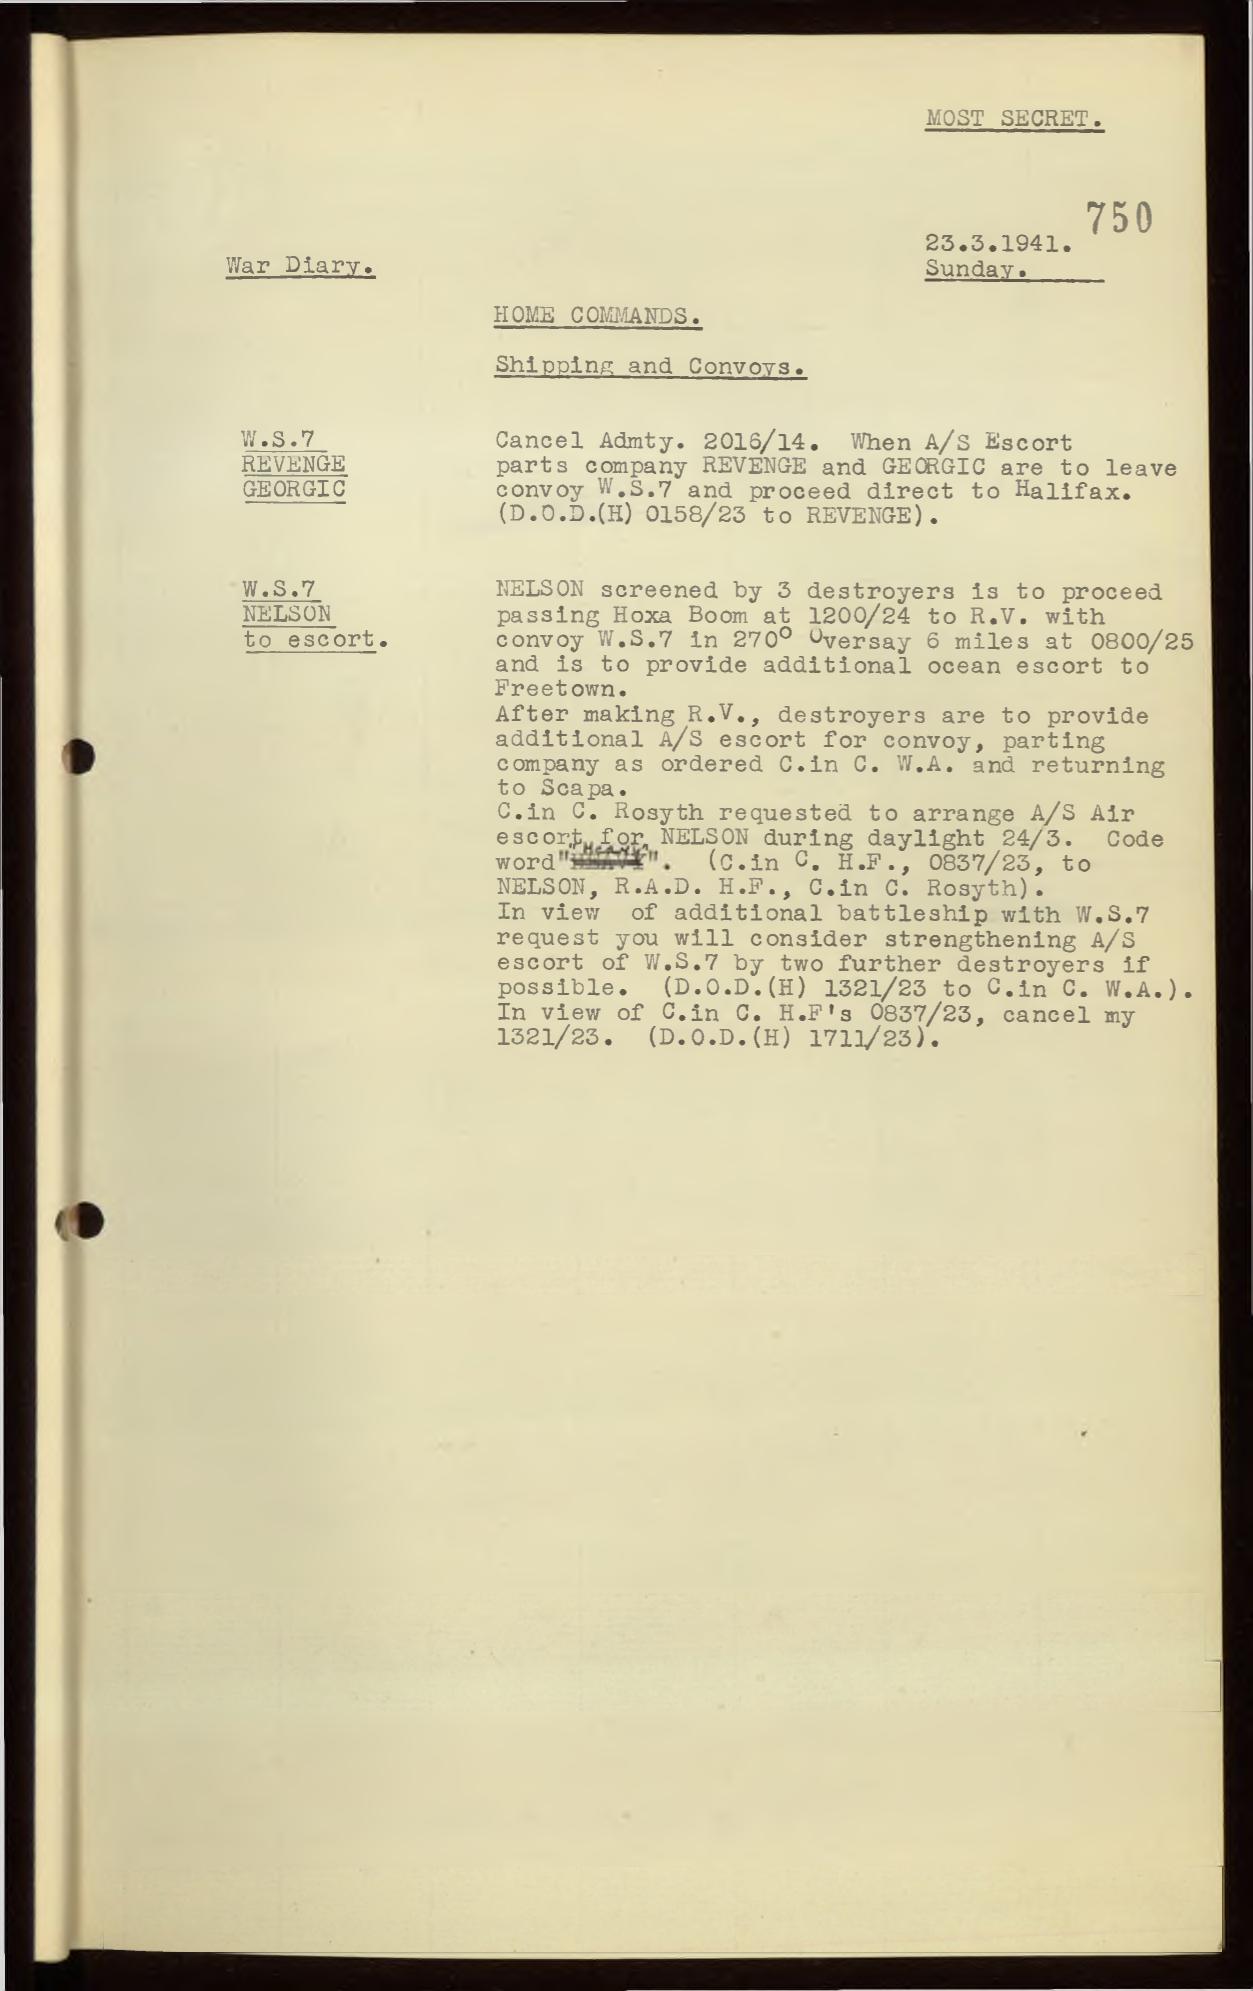 MOST SECRET.
750
23.3.1941.
War Diary.
Sunday.
HOME COMMANDS.
Shipping and Convoys.
W.S.7
REVENGE
GEORGIC
Cancel Admty. 2016/14. When A/S Escort
parts company REVENGE and GEORGIC are to leave
convoy W.S.7 and proceed direct to Halifax.
(D.O.D.(H) 0158/23 to REVENGE).
W.S.7
NELSON
to escort.
NELSON screened by 3 destroyers is to proceed
passing Hoxa Boom at 1200/24 to R.V. with
convoy W.S.7 in 270° Oversay 6 miles at 0800/25
and is to provide additional ocean escort to
Freetown.
After making R.V., destroyers are to provide
additional A/S escort for convoy, parting
company as ordered C.in C. W.A. and returning
to Scapa.
C.in C. Rosyth requested to arrange A/S Air
escort for NELSON during daylight 24/3. Code
word " ". (C.in C. H.F., 0837/23, to
NELSON, R.A.D. H.F., C.in C. Rosyth).
In view of additional battleship with W.S.7
request you will consider strengthening A/S
escort of W.S.7 by two further destroyers if
possible. (D.O.D.(H) 1321/23 to C.in C. W.A.).
In view of C.in C. H.F's 0837/23, cancel my
1321/23. (D.O.D.(H) 1711/23).